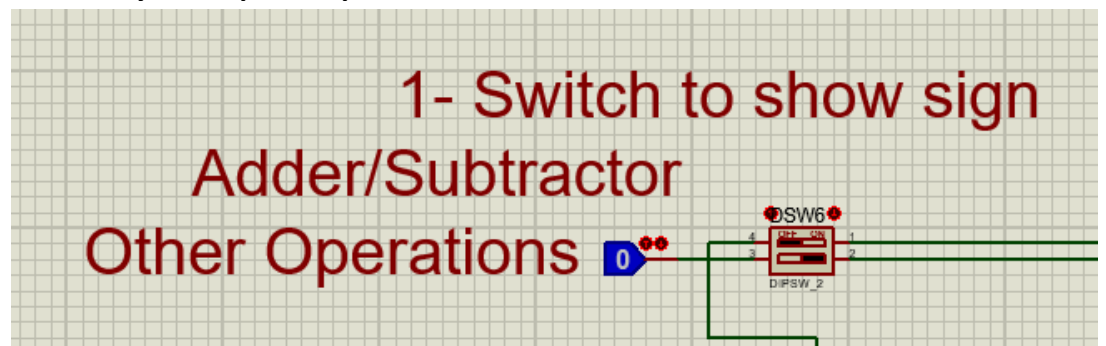 1- Switch to show sign
Adder/Subtractor
DSW6
OFF ON
4 1
Other Operations 0
3 2
DIPSW_2